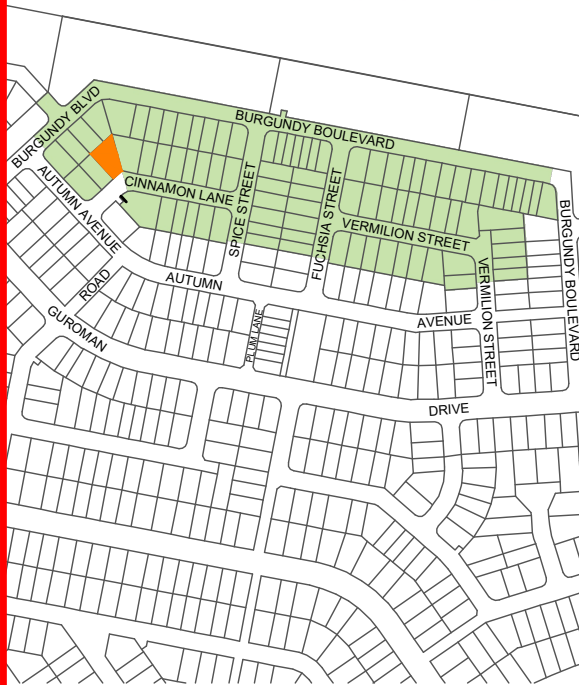 BURGUNDY BLVD
BURGUNDY BOULEVARD
CINNAMON LANE
AUTUMN AVENUE
SPICE STREET
FUCHSIA STREET
VERMILION STREET
BURGUNDY BOULEVARD
VERMILION STREET
ROAD
AUTUMN
AVENUE
GUROMAN
PLUM LANE
DRIVE